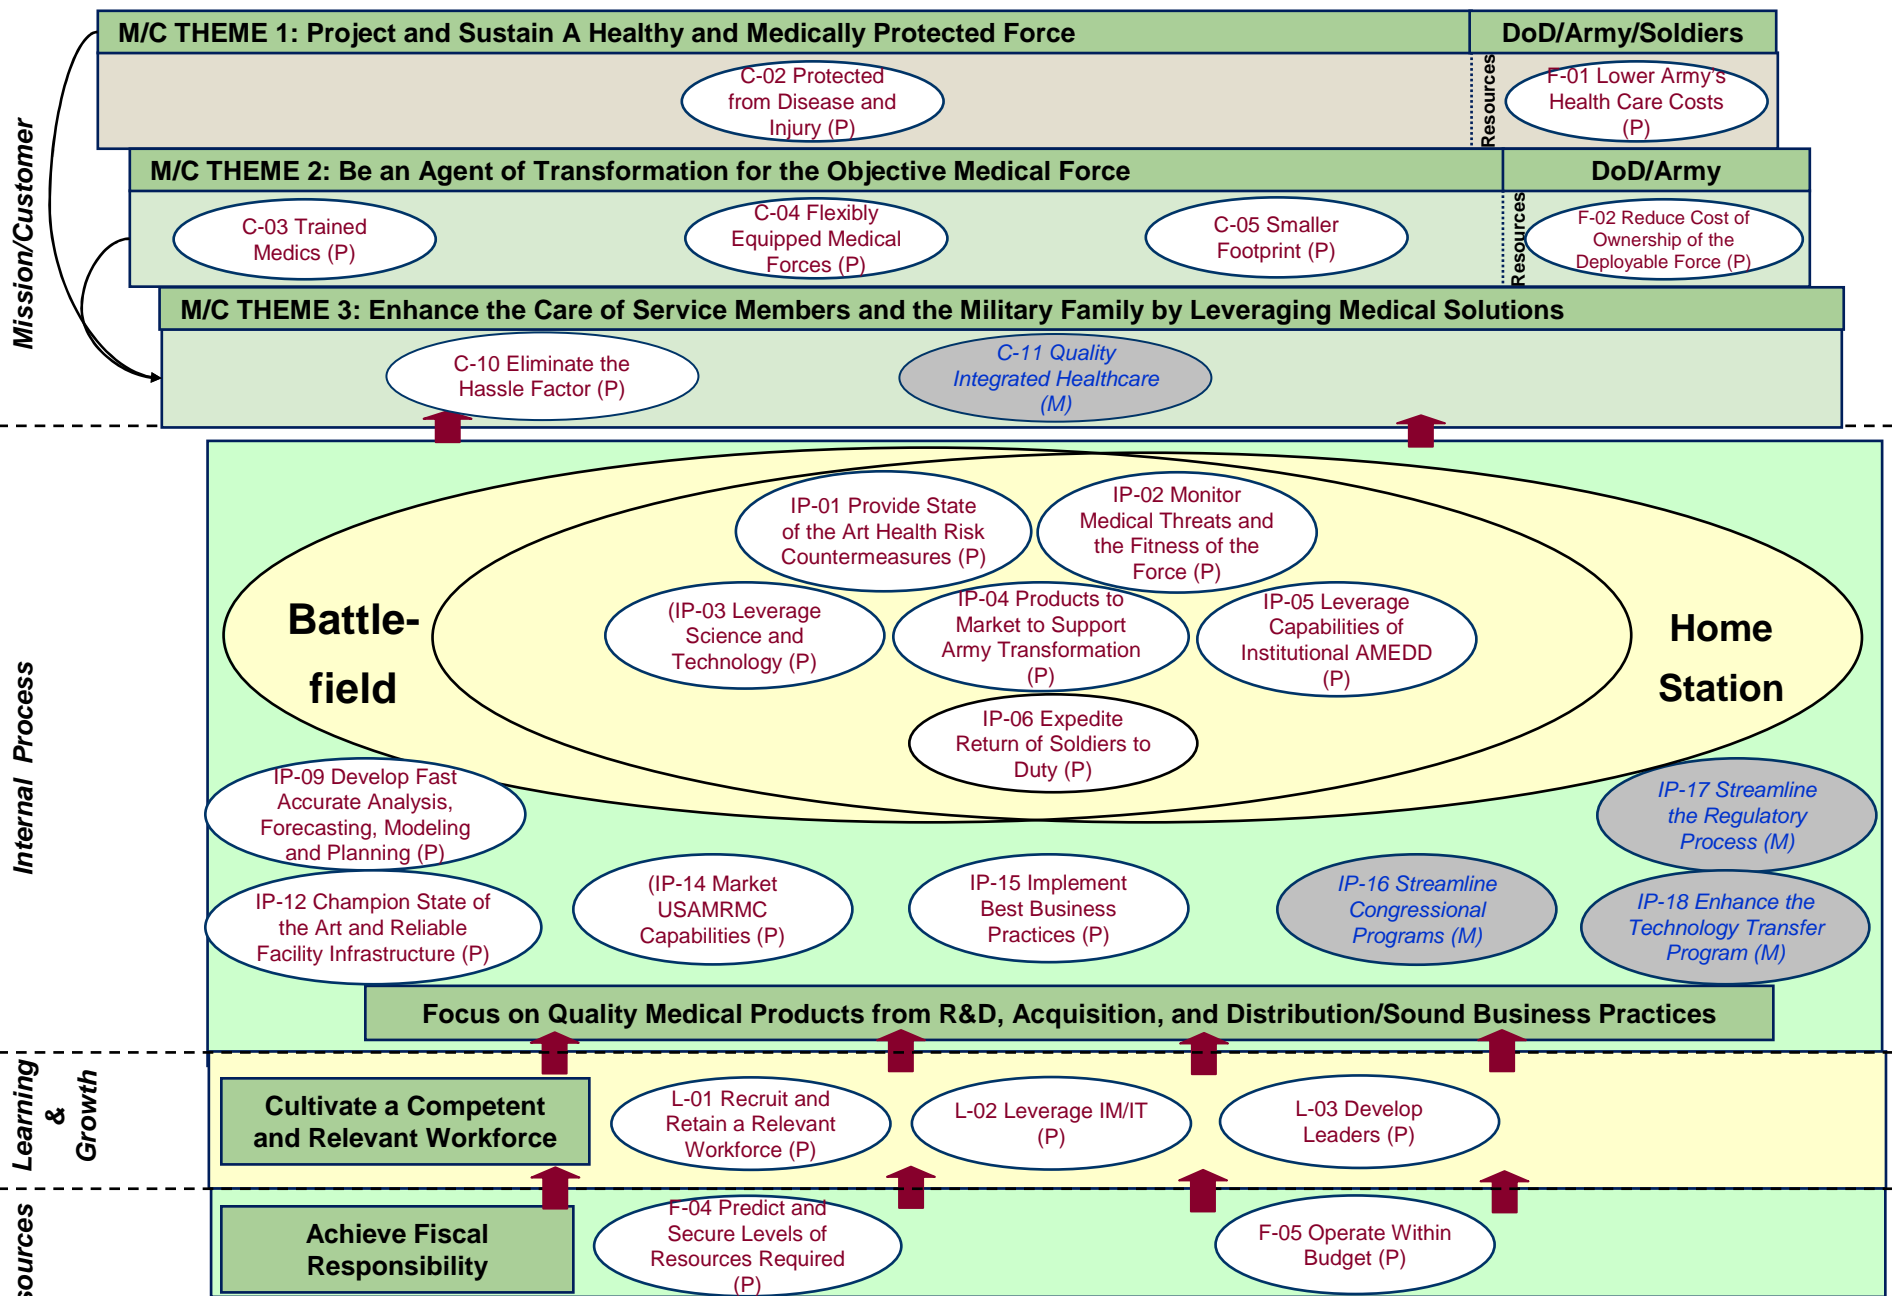 M/C THEME 1: Project and Sustain A Healthy and Medically Protected Force
DoD/Army/Soldiers
C-02 Protected
from Disease and
Injury (P)
Resources
F-01 Lower Army's
Health Care Costs
(P)
M/C THEME 2: Be an Agent of Transformation for the Objective Medical Force
DoD/Army
C-03 Trained
Medics (P)
C-04 Flexibly
Equipped Medical
Forces (P)
C-05 Smaller
Footprint (P)
Resources
F-02 Reduce Cost of
Ownership of the
Deployable Force (P)
M/C THEME 3: Enhance the Care of Service Members and the Military Family by Leveraging Medical Solutions
C-10 Eliminate the
Hassle Factor (P)
C-11 Quality
Integrated Healthcare
(M)
Mission/Customer
IP-01 Provide State
of the Art Health Risk
Countermeasures (P)
IP-02 Monitor
Medical Threats and
the Fitness of the
Force (P)
Battle-
field
(IP-03 Leverage
Science and
Technology (P)
IP-04 Products to
Market to Support
Army Transformation
(P)
IP-05 Leverage
Capabilities of
Institutional AMEDD
(P)
Home
Station
IP-06 Expedite
Return of Soldiers to
Duty (P)
Internal Process
IP-09 Develop Fast
Accurate Analysis,
Forecasting, Modeling
and Planning (P)
IP-17 Streamline
the Regulatory
Process (M)
IP-12 Champion State of
the Art and Reliable
Facility Infrastructure (P)
(IP-14 Market
USAMRMC
Capabilities (P)
IP-15 Implement
Best Business
Practices (P)
IP-16 Streamline
Congressional
Programs (M)
IP-18 Enhance the
Technology Transfer
Program (M)
Focus on Quality Medical Products from R&D, Acquisition, and Distribution/Sound Business Practices
Learning
&
Growth
Cultivate a Competent
and Relevant Workforce
L-01 Recruit and
Retain a Relevant
Workforce (P)
L-02 Leverage IM/IT
(P)
L-03 Develop
Leaders (P)
sources
Achieve Fiscal
Responsibility
F-04 Predict and
Secure Levels of
Resources Required
(P)
F-05 Operate Within
Budget (P)